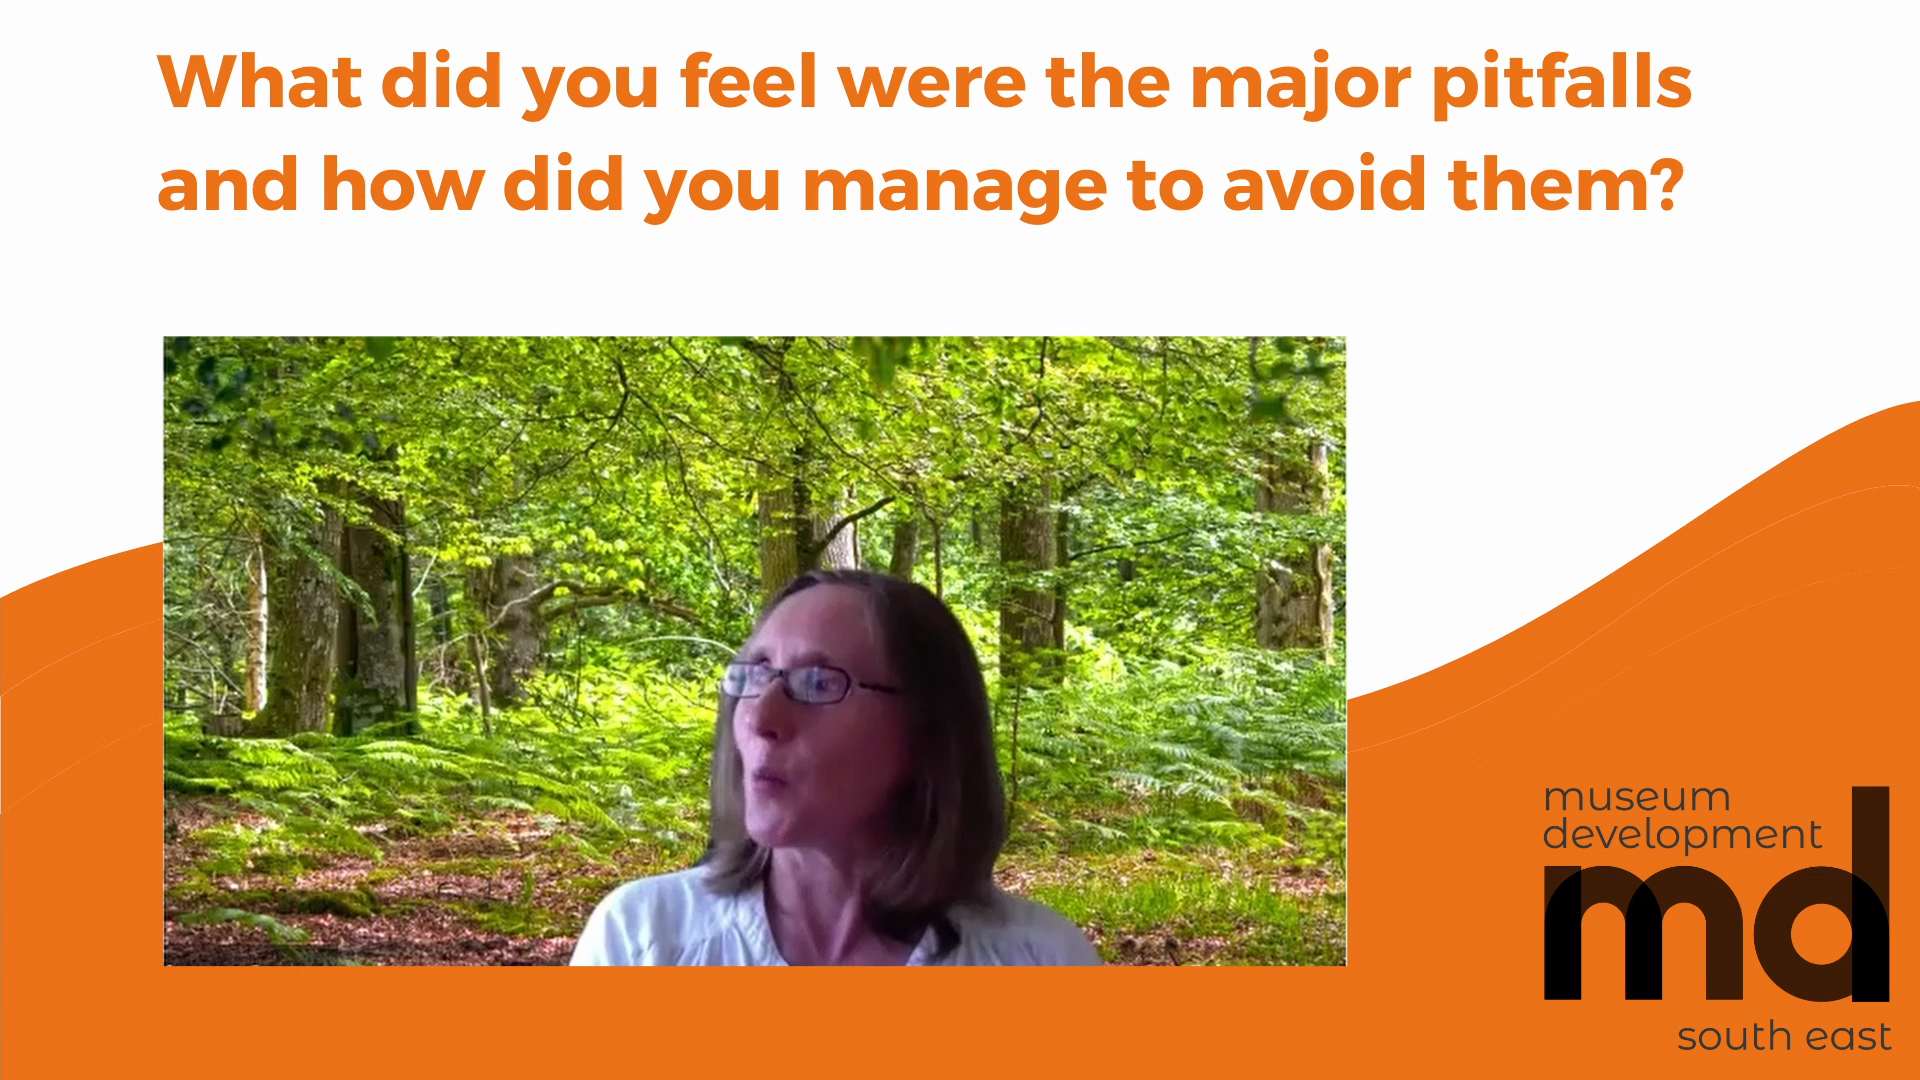 What did you feel were the major pitfalls
and how did you manage to avoid them?
museum
development
md
south east